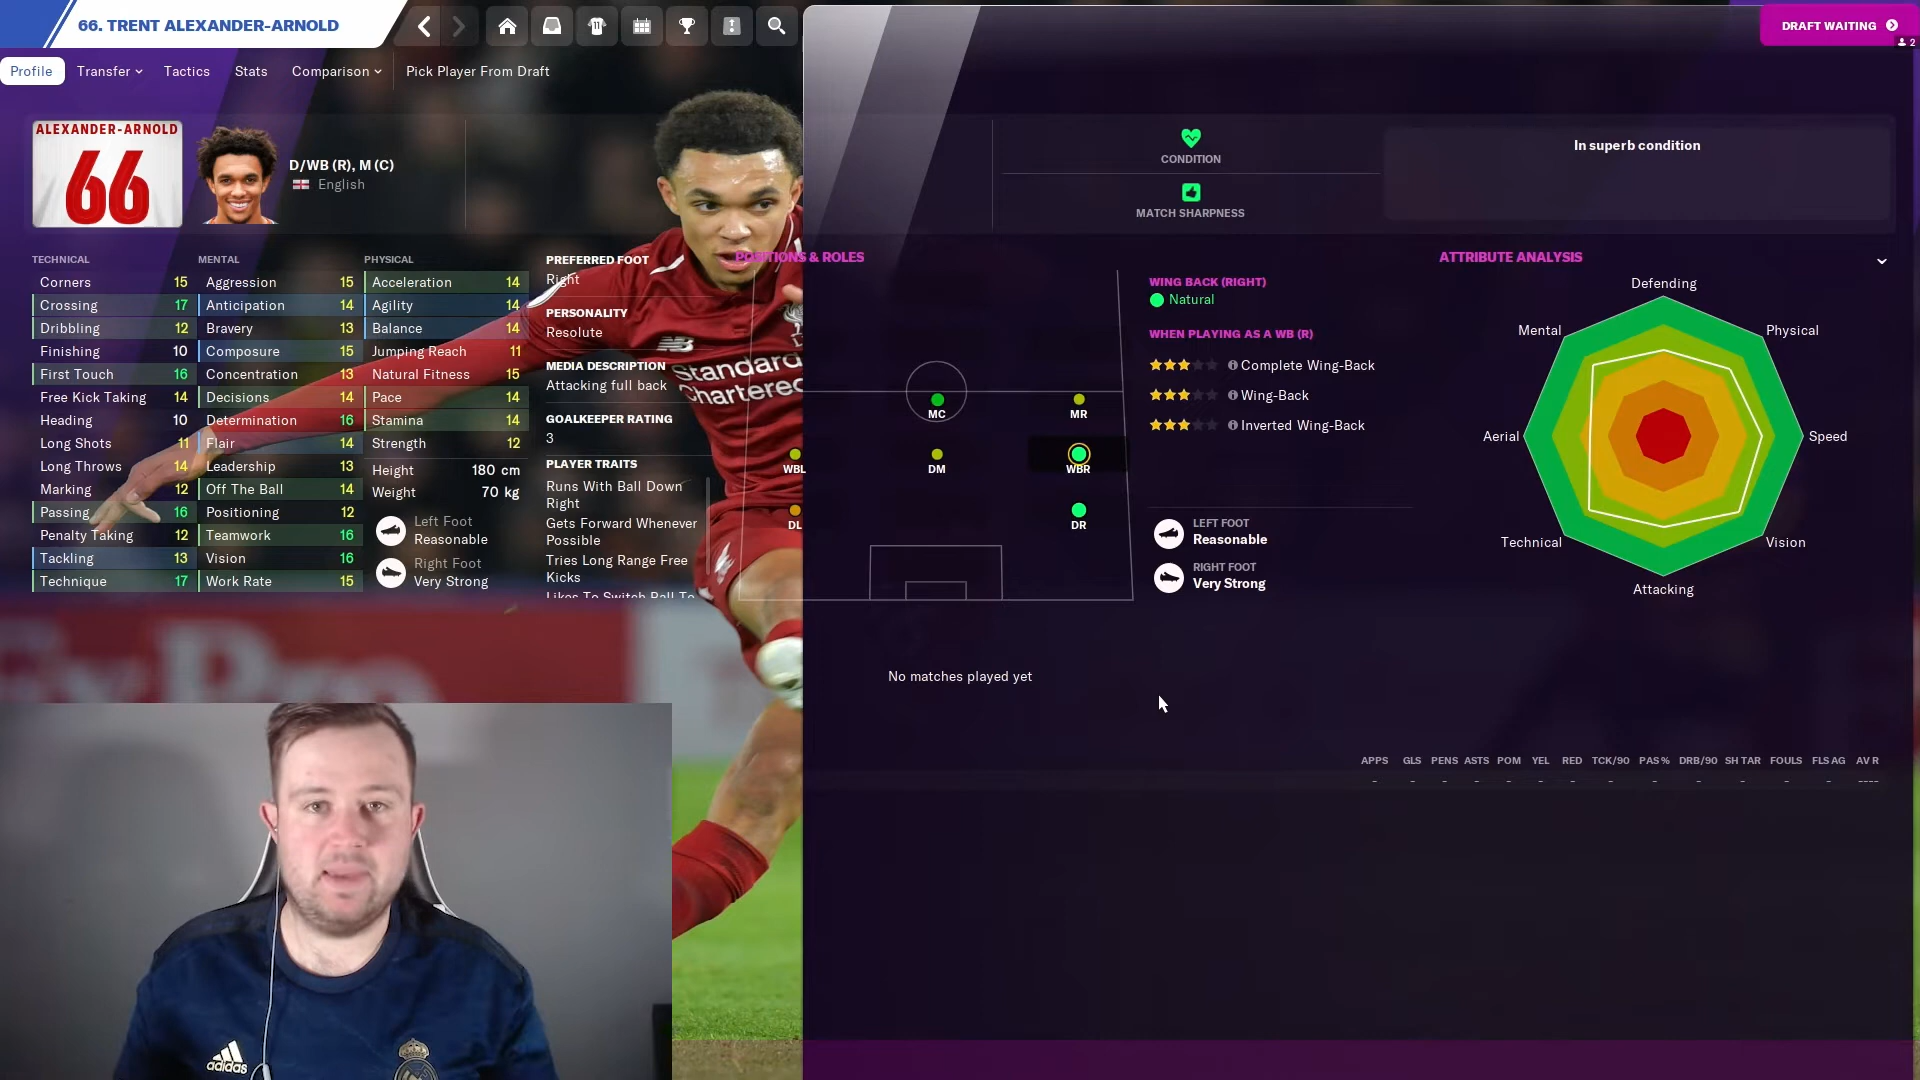 66. TRENT ALEXANDER-ARNOLD
DRAFT WAITING
2
Profile
Transfer
Tactics
Stats
Comparison
Pick Player From Draft
ALEXANDER-ARNOLD
66
D/WB (R), M (C)
English
CONDITION
MATCH SHARPNESS
In superb condition
TECHNICAL
Corners 15
Crossing 17
Dribbling 12
Finishing 10
First Touch 16
Free Kick Taking 14
Heading 10
Long Shots 11
Long Throws 14
Marking 12
Passing 16
Penalty Taking 12
Tackling 13
Technique 17
MENTAL
Aggression 15
Anticipation 14
Bravery 13
Composure 15
Concentration 13
Decisions 14
Determination 16
Flair 14
Leadership 13
Off The Ball 14
Positioning 12
Teamwork 16
Vision 16
Work Rate 15
PHYSICAL
Acceleration 14
Agility 14
Balance 14
Jumping Reach 11
Natural Fitness 15
Pace 14
Stamina 14
Strength 12
Height 180 cm
Weight 70 kg
Left Foot
Reasonable
Right Foot
Very Strong
PREFERRED FOOT
Right
PERSONALITY
Resolute
MEDIA DESCRIPTION
Attacking full back
GOALKEEPER RATING
3
PLAYER TRAITS
Runs With Ball Down
Right
Gets Forward Whenever
Possible
Tries Long Range Free
Kicks
Likes To Switch Ball To
Standard
Chartered
POSITIONS & ROLES
MC
MR
WBL
DM
WBR
DL
DR
WING BACK (RIGHT)
Natural
WHEN PLAYING AS A WB (R)
Complete Wing-Back
Wing-Back
Inverted Wing-Back
LEFT FOOT
Reasonable
RIGHT FOOT
Very Strong
ATTRIBUTE ANALYSIS
Defending
Mental
Physical
Aerial
Speed
Technical
Vision
Attacking
No matches played yet
APPS GLS PENS ASTS POM YEL RED TCK/90 PAS % DRB/90 SH TAR FOULS FLS AG AV R
- - - - - - - - - - - - - ----
adidas